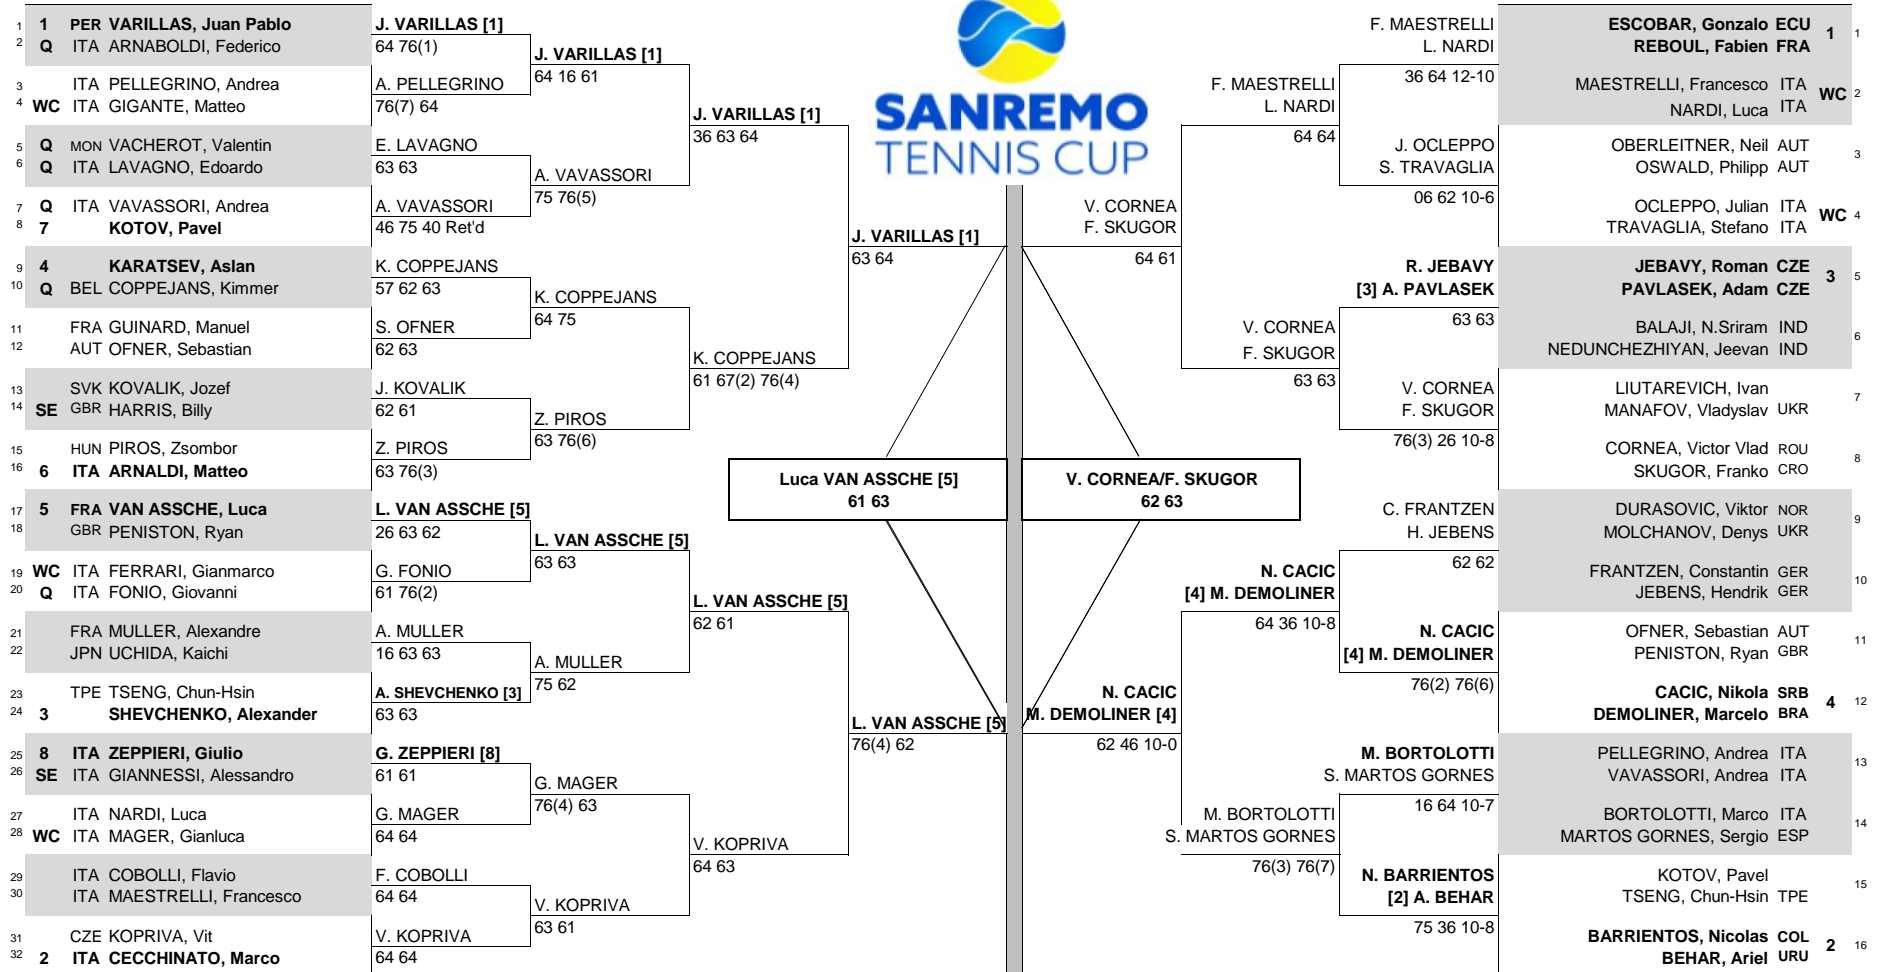 1 1 PER VARILLAS, Juan Pablo
2 Q ITA ARNABOLDI, Federico
3 ITA PELLEGRINO, Andrea
4 WC ITA GIGANTE, Matteo
5 Q MON VACHEROT, Valentin
6 Q ITA LAVAGNO, Edoardo
7 Q ITA VAVASSORI, Andrea
8 7 KOTOV, Pavel
9 4 KARATSEV, Aslan
10 Q BEL COPPEJANS, Kimmer
11 FRA GUINARD, Manuel
12 AUT OFNER, Sebastian
13 SVK KOVALIK, Jozef
14 SE GBR HARRIS, Billy
15 HUN PIROS, Zsombor
16 6 ITA ARNALDI, Matteo
17 5 FRA VAN ASSCHE, Luca
18 GBR PENISTON, Ryan
19 WC ITA FERRARI, Gianmarco
20 Q ITA FONIO, Giovanni
21 FRA MULLER, Alexandre
22 JPN UCHIDA, Kaichi
23 TPE TSENG, Chun-Hsin
24 3 SHEVCHENKO, Alexander
25 8 ITA ZEPPIERI, Giulio
26 SE ITA GIANNESSI, Alessandro
27 ITA NARDI, Luca
28 WC ITA MAGER, Gianluca
29 ITA COBOLLI, Flavio
30 ITA MAESTRELLI, Francesco
31 CZE KOPRIVA, Vit
32 2 ITA CECCHINATO, Marco
J. VARILLAS [1]
64 76(1)
A. PELLEGRINO
76(7) 64
E. LAVAGNO
63 63
A. VAVASSORI
46 75 40 Ret'd
K. COPPEJANS
57 62 63
S. OFNER
62 63
J. KOVALIK
62 61
Z. PIROS
63 76(3)
L. VAN ASSCHE [5]
26 63 62
G. FONIO
61 76(2)
A. MULLER
16 63 63
A. SHEVCHENKO [3]
63 63
G. ZEPPIERI [8]
61 61
G. MAGER
64 64
F. COBOLLI
64 64
V. KOPRIVA
64 64
J. VARILLAS [1]
64 16 61
A. VAVASSORI
75 76(5)
K. COPPEJANS
64 75
Z. PIROS
63 76(6)
L. VAN ASSCHE [5]
63 63
A. MULLER
75 62
G. MAGER
76(4) 63
V. KOPRIVA
63 61
J. VARILLAS [1]
36 63 64
K. COPPEJANS
61 67(2) 76(4)
L. VAN ASSCHE [5]
62 61
V. KOPRIVA
64 63
J. VARILLAS [1]
63 64
L. VAN ASSCHE [5]
76(4) 62
Luca VAN ASSCHE [5]
61 63
SANREMO
TENNIS CUP
V. CORNEA/F. SKUGOR
62 63
V. CORNEA
F. SKUGOR
64 61
N. CACIC
M. DEMOLINER [4]
62 46 10-0
F. MAESTRELLI
L. NARDI
64 64
V. CORNEA
F. SKUGOR
63 63
N. CACIC
[4] M. DEMOLINER
64 36 10-8
M. BORTOLOTTI
S. MARTOS GORNES
76(3) 76(7)
F. MAESTRELLI
L. NARDI
36 64 12-10
J. OCLEPPO
S. TRAVAGLIA
06 62 10-6
R. JEBAVY
[3] A. PAVLASEK
63 63
V. CORNEA
F. SKUGOR
76(3) 26 10-8
C. FRANTZEN
H. JEBENS
62 62
N. CACIC
[4] M. DEMOLINER
76(2) 76(6)
M. BORTOLOTTI
S. MARTOS GORNES
16 64 10-7
N. BARRIENTOS
[2] A. BEHAR
75 36 10-8
ESCOBAR, Gonzalo ECU 1 1
REBOUL, Fabien FRA
MAESTRELLI, Francesco ITA WC 2
NARDI, Luca ITA
OBERLEITNER, Neil AUT 3
OSWALD, Philipp AUT
OCLEPPO, Julian ITA WC 4
TRAVAGLIA, Stefano ITA
JEBAVY, Roman CZE 3 5
PAVLASEK, Adam CZE
BALAJI, N.Sriram IND 6
NEDUNCHEZHIYAN, Jeevan IND
LIUTAREVICH, Ivan 7
MANAFOV, Vladyslav UKR
CORNEA, Victor Vlad ROU 8
SKUGOR, Franko CRO
DURASOVIC, Viktor NOR 9
MOLCHANOV, Denys UKR
FRANTZEN, Constantin GER 10
JEBENS, Hendrik GER
OFNER, Sebastian AUT 11
PENISTON, Ryan GBR
CACIC, Nikola SRB 4 12
DEMOLINER, Marcelo BRA
PELLEGRINO, Andrea ITA 13
VAVASSORI, Andrea ITA
BORTOLOTTI, Marco ITA 14
MARTOS GORNES, Sergio ESP
KOTOV, Pavel 15
TSENG, Chun-Hsin TPE
BARRIENTOS, Nicolas COL 2 16
BEHAR, Ariel URU